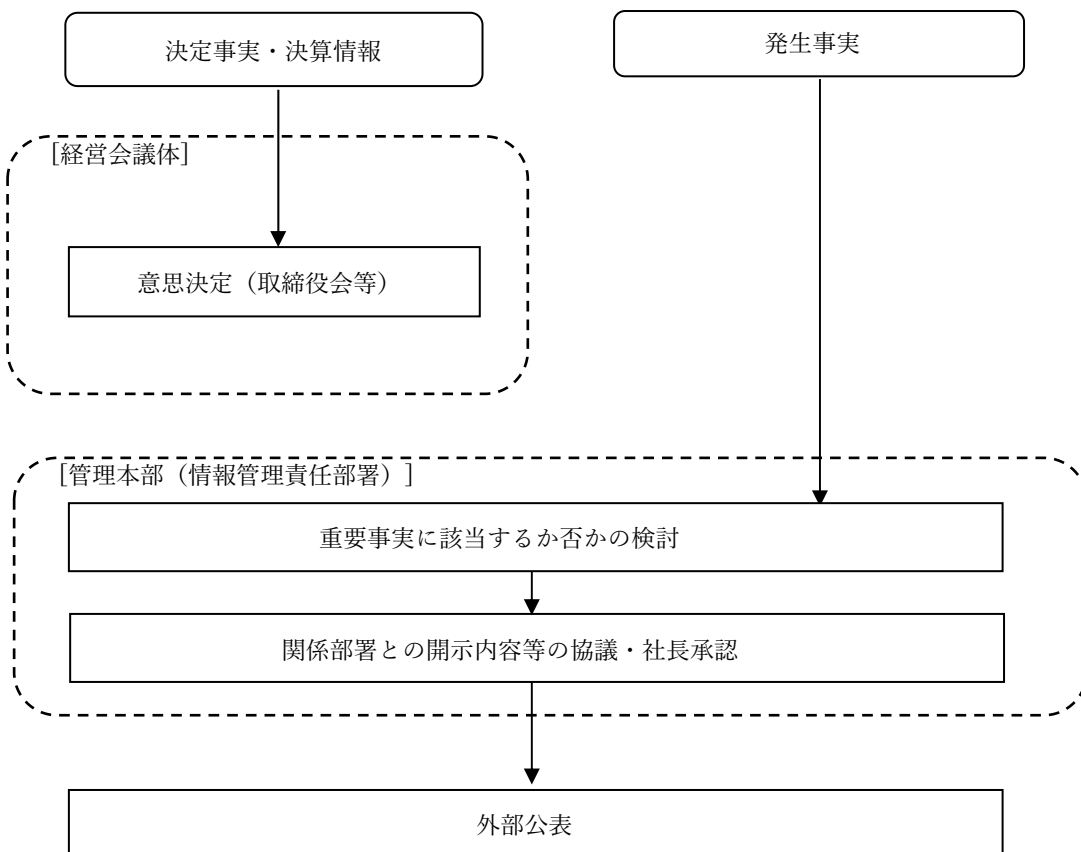 決定事実・決算情報
発生事実
［経営会議体］
意思決定（取締役会等）
［管理本部（情報管理責任部署）］
重要事実に該当するか否かの検討
関係部署との開示内容等の協議・社長承認
外部公表